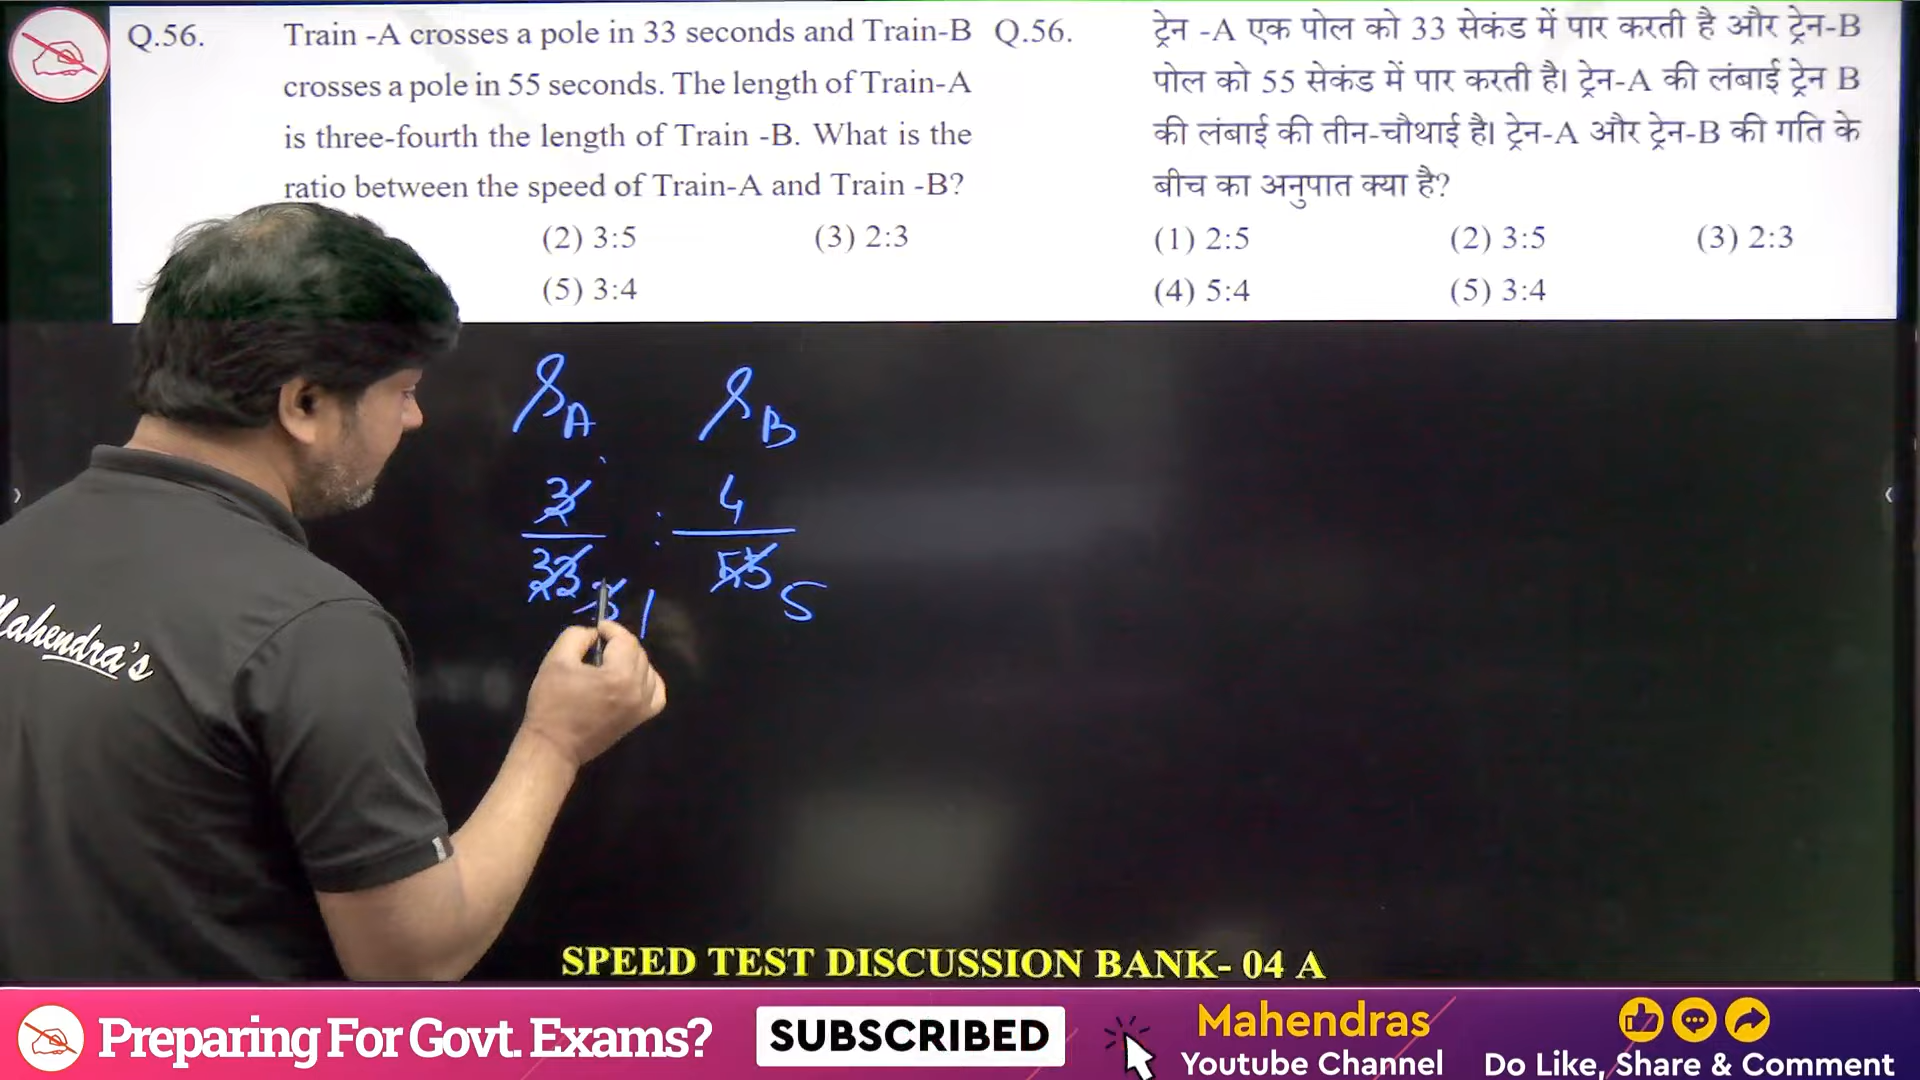 Q.56. Train -A crosses a pole in 33 seconds and Train-B
crosses a pole in 55 seconds. The length of Train-A
is three-fourth the length of Train -B. What is the
ratio between the speed of Train-A and Train -B?
(2) 3:5 (3) 2:3
(5) 3:4
Q.56. ट्रेन -A एक पोल को 33 सेकंड में पार करती है और ट्रेन-B
पोल को 55 सेकंड में पार करती है। ट्रेन-A की लंबाई ट्रेन B
की लंबाई की तीन-चौथाई है। ट्रेन-A और ट्रेन-B की गति के
बीच का अनुपात क्या है?
(1) 2:5 (2) 3:5 (3) 2:3
(4) 5:4 (5) 3:4
S A S B
3 : 4
33 55
3 1 5
Mahendra's
SPEED TEST DISCUSSION BANK- 04 A
Preparing For Govt. Exams?
SUBSCRIBED
Mahendras
Youtube Channel
Do Like, Share & Comment